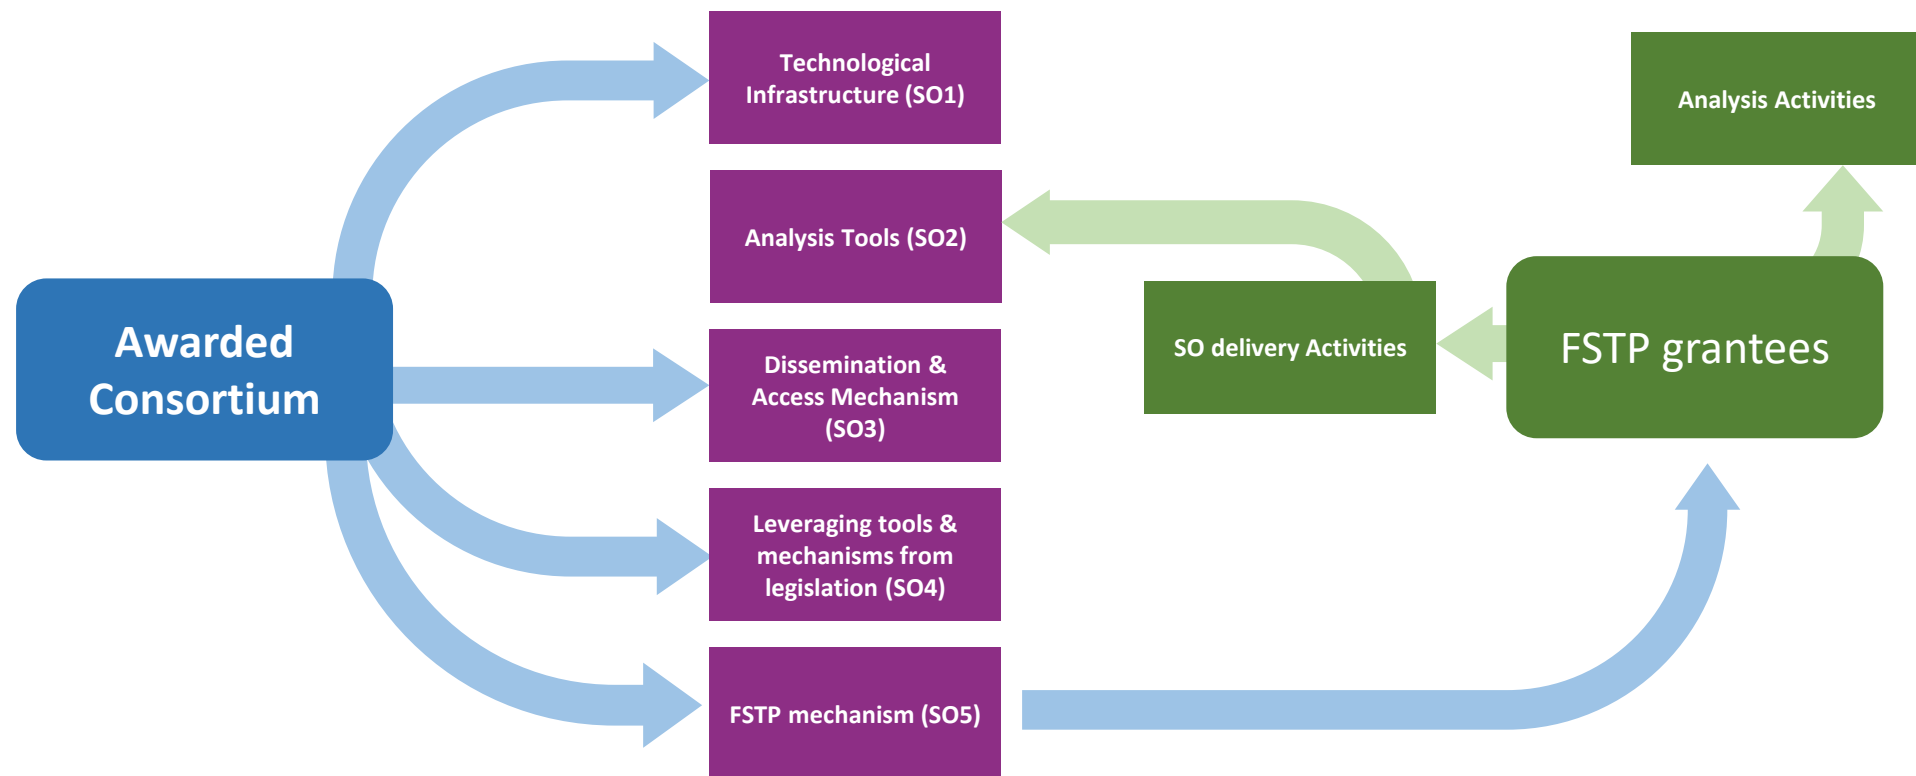 Technological
Infrastructure (SO1)
Analysis Activities
Analysis Tools (SO2)
Awarded
Consortium
Dissemination &
Access Mechanism
(SO3)
SO delivery Activities
FSTP grantees
Leveraging tools &
mechanisms from
legislation (SO4)
FSTP mechanism (SO5)